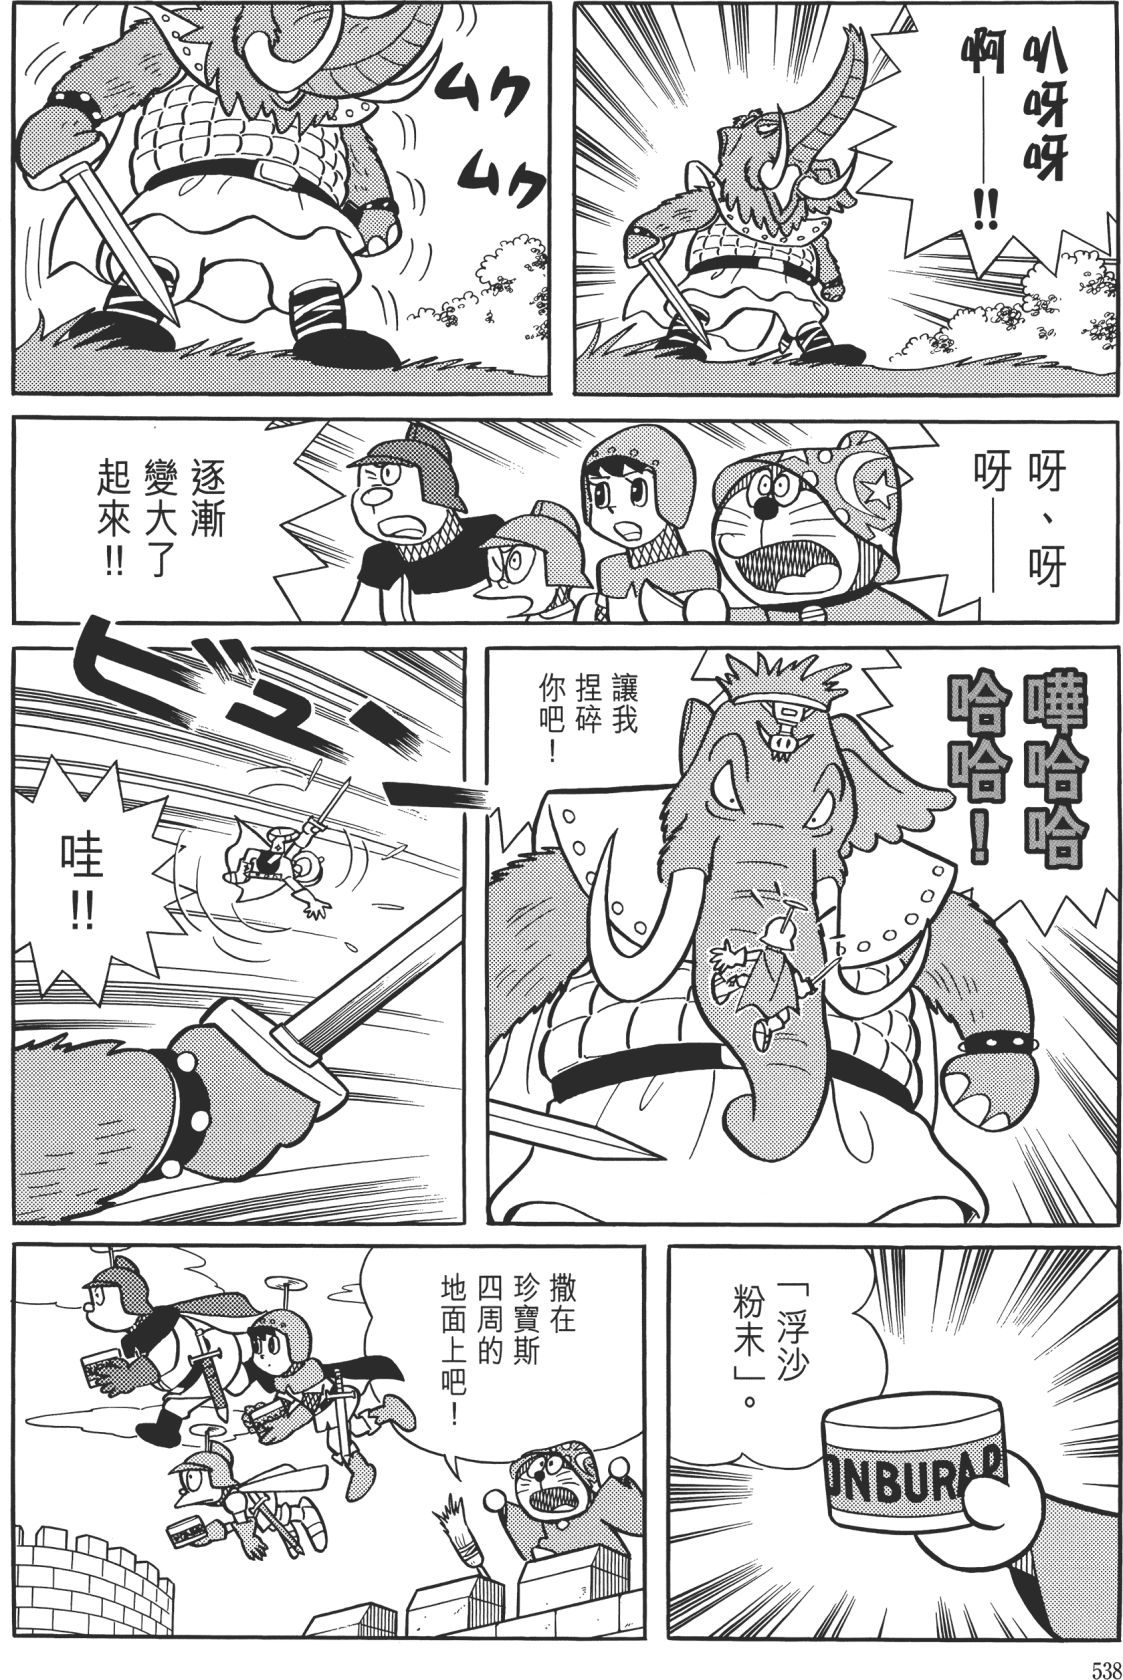 叭呀呀
啊——!!
ムク
ムク
呀、呀
呀——
逐漸
變大了
起來!!
嘩哈哈
哈哈!
讓我
捏碎
你吧!
ビュー
哇!!
「浮沙
粉末」。
ONBURAP
撒在
珍寶斯
四周的
地面上吧!
538